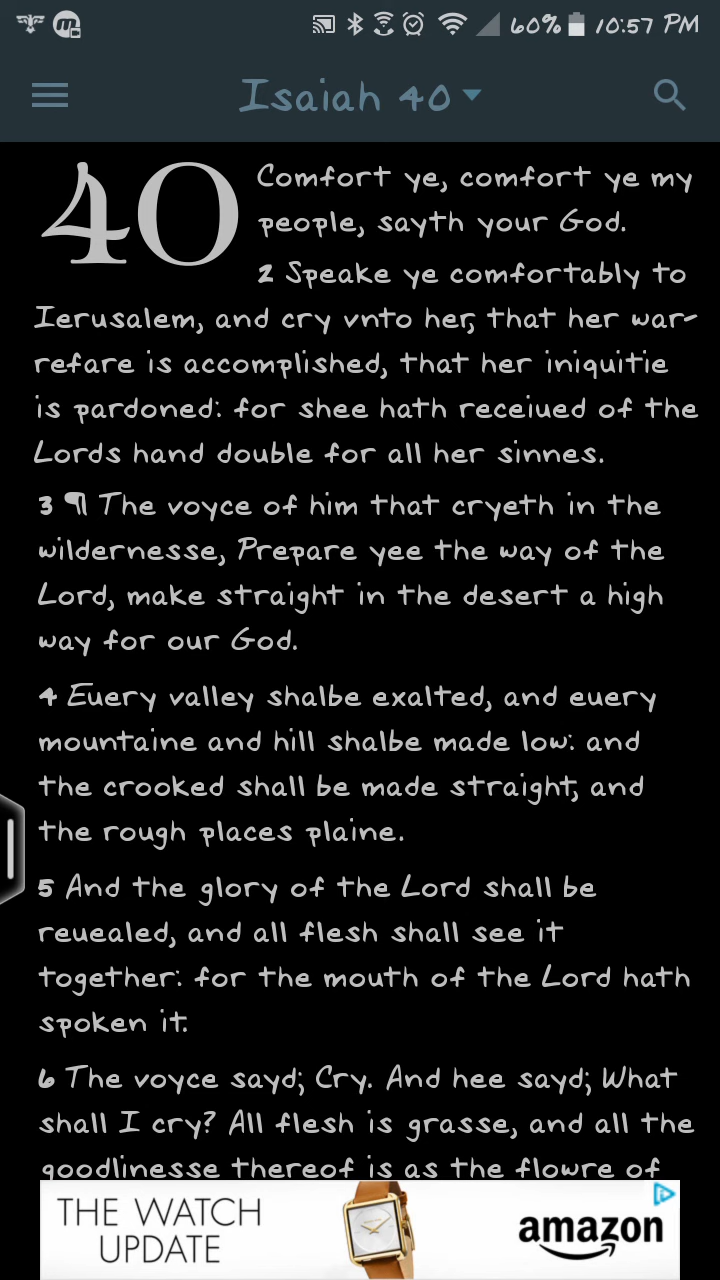 60% 10:57 PM
Isaiah 40
40 Comfort ye, comfort ye my
people, sayth your God.
2 Speake ye comfortably to
Ierusalem, and cry vnto her, that her war-
refare is accomplished, that her iniquitie
is pardoned: for shee hath receiued of the
Lords hand double for all her sinnes.
3 ¶ The voyce of him that cryeth in the
wildernesse, Prepare yee the way of the
Lord, make straight in the desert a high
way for our God.
4 Euery valley shalbe exalted, and euery
mountaine and hill shalbe made low: and
the crooked shall be made straight, and
the rough places plaine.
5 And the glory of the Lord shall be
reuealed, and all flesh shall see it
together: for the mouth of the Lord hath
spoken it.
6 The voyce sayd; Cry. And hee sayd; What
shall I cry? All flesh is grasse, and all the
goodlinesse thereof is as the flowre of
THE WATCH
UPDATE
amazon